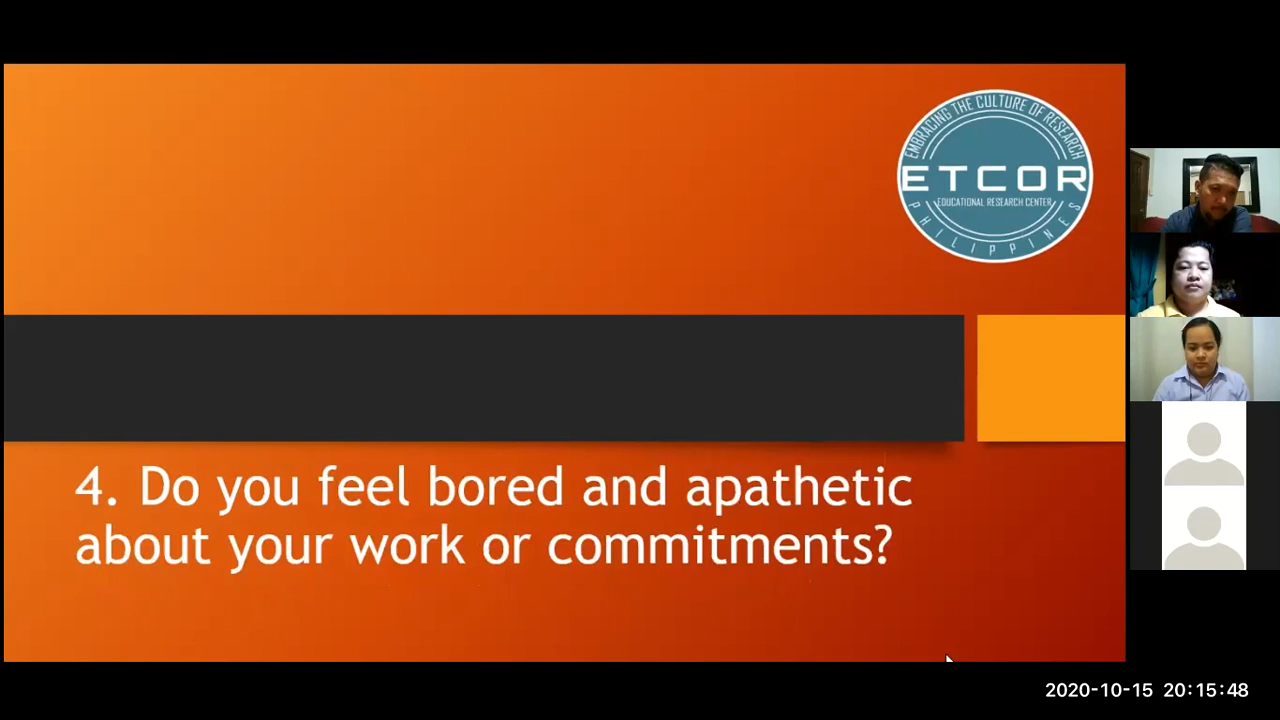 EMBRACING THE CULTURE OF RESEARCH
ETCOR
EDUCATIONAL RESEARCH CENTER
PHILIPPINES
4. Do you feel bored and apathetic
about your work or commitments?
2020-10-15 20:15:48